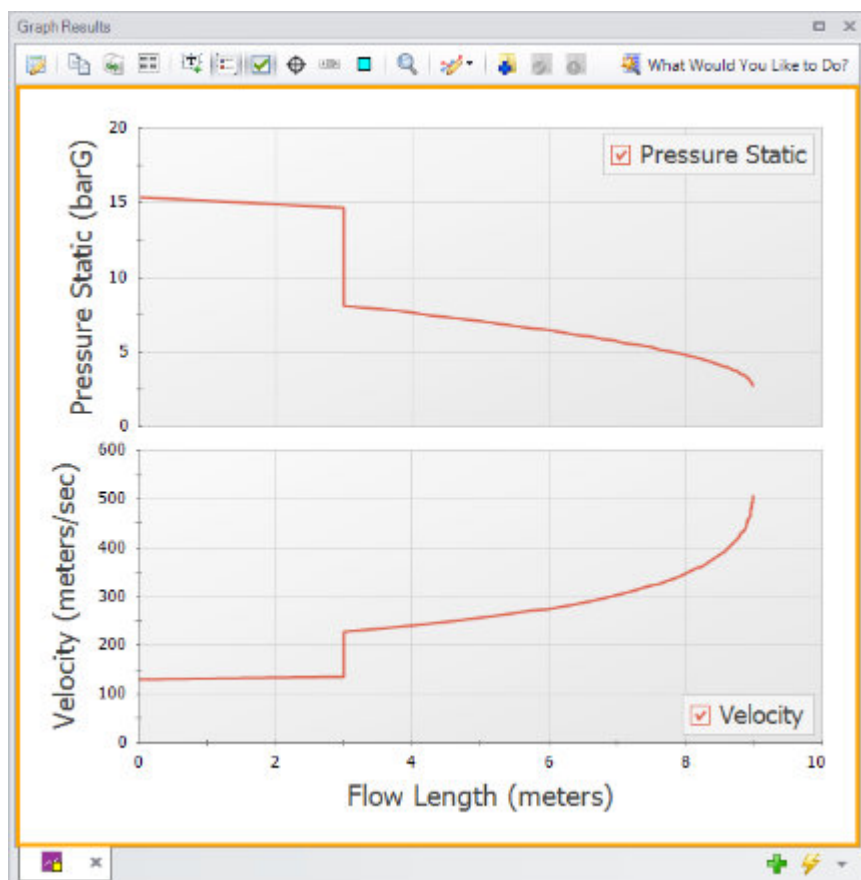 Graph Results
What Would You Like to Do?
Pressure Static (barG)
20
15
10
5
0
Pressure Static
Velocity (meters/sec)
600
500
400
300
200
100
0
Velocity
0 2 4 6 8 10
Flow Length (meters)